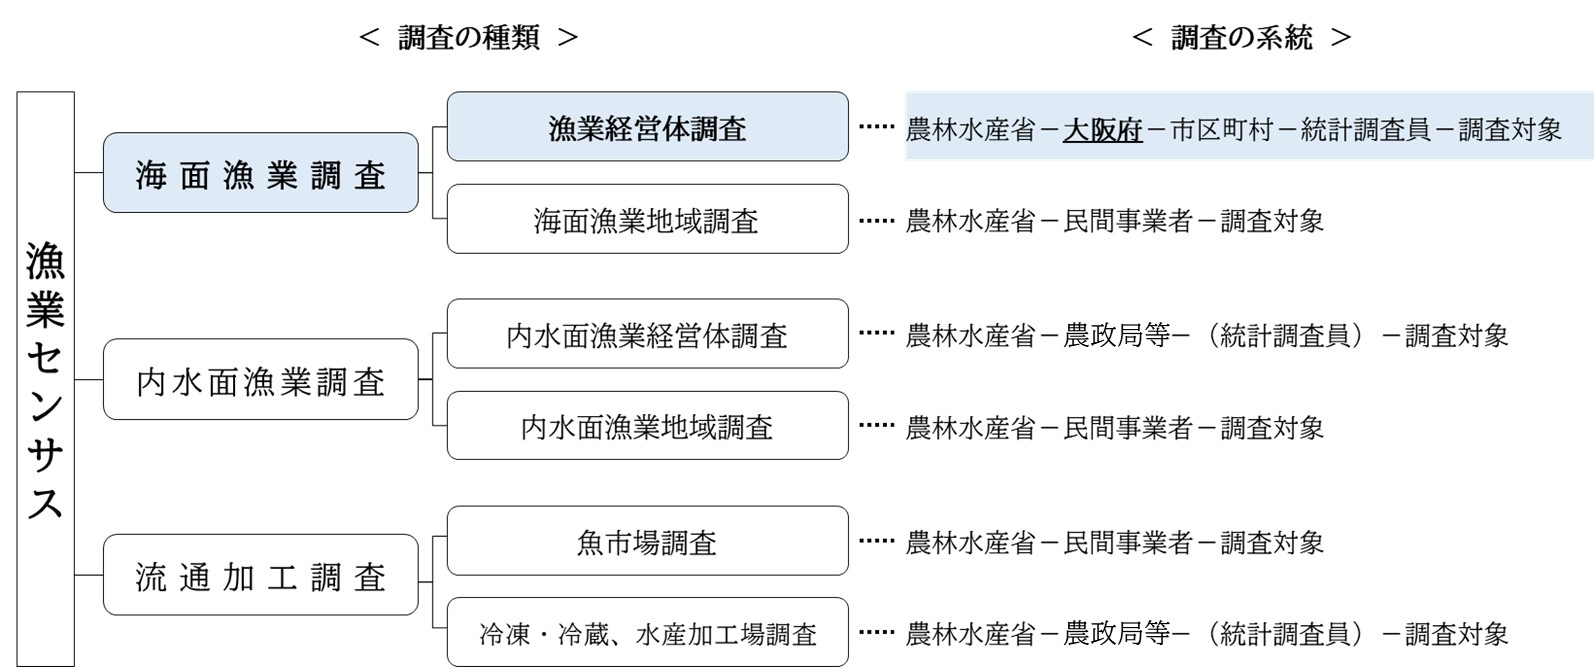 ＜ 調査の種類 ＞
＜ 調査の系統 ＞
漁業センサス
海面漁業調査
漁業経営体調査
農林水産省－大阪府－市区町村－統計調査員－調査対象
海面漁業地域調査
農林水産省－民間事業者－調査対象
内水面漁業調査
内水面漁業経営体調査
農林水産省－農政局等－（統計調査員）－調査対象
内水面漁業地域調査
農林水産省－民間事業者－調査対象
流通加工調査
魚市場調査
農林水産省－民間事業者－調査対象
冷凍・冷蔵、水産加工場調査
農林水産省－農政局等－（統計調査員）－調査対象